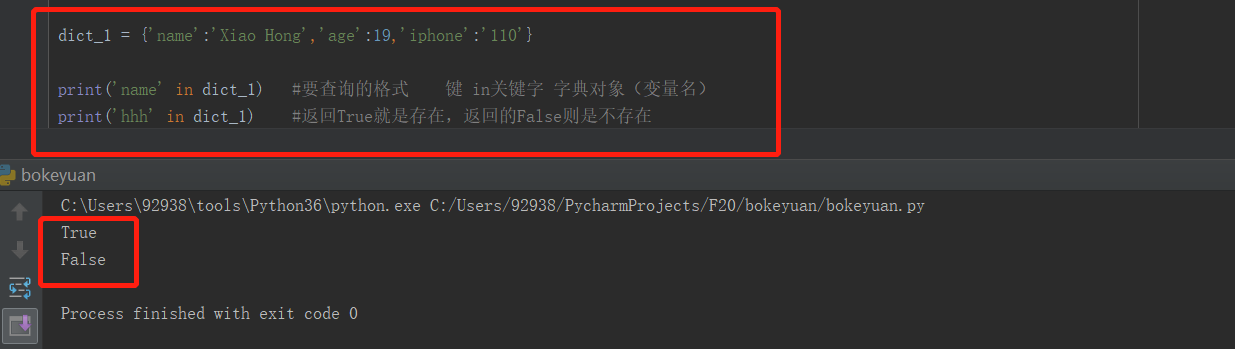 dict_1 = {'name':'Xiao Hong','age':19,'iphone':'110'}
print('name' in dict_1)   #要查询的格式    键 in关键字 字典对象（变量名）
print('hhh' in dict_1)    #返回True就是存在，返回的False则是不存在
bokeyuan
C:\Users\92938\tools\Python36\python.exe C:/Users/92938/PycharmProjects/F20/bokeyuan/bokeyuan.py
True
False
Process finished with exit code 0